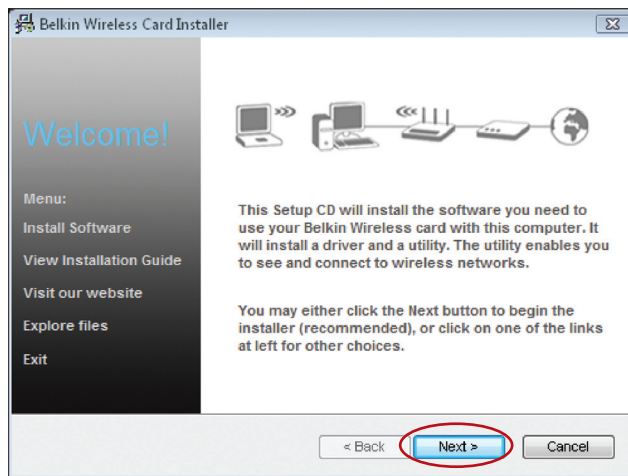 Belkin Wireless Card Installer
Welcome!
Menu:
Install Software
View Installation Guide
Visit our website
Explore files
Exit
This Setup CD will install the software you need to
use your Belkin Wireless card with this computer. It
will install a driver and a utility. The utility enables you
to see and connect to wireless networks.
You may either click the Next button to begin the
installer (recommended), or click on one of the links
at left for other choices.
< Back
Next >
Cancel